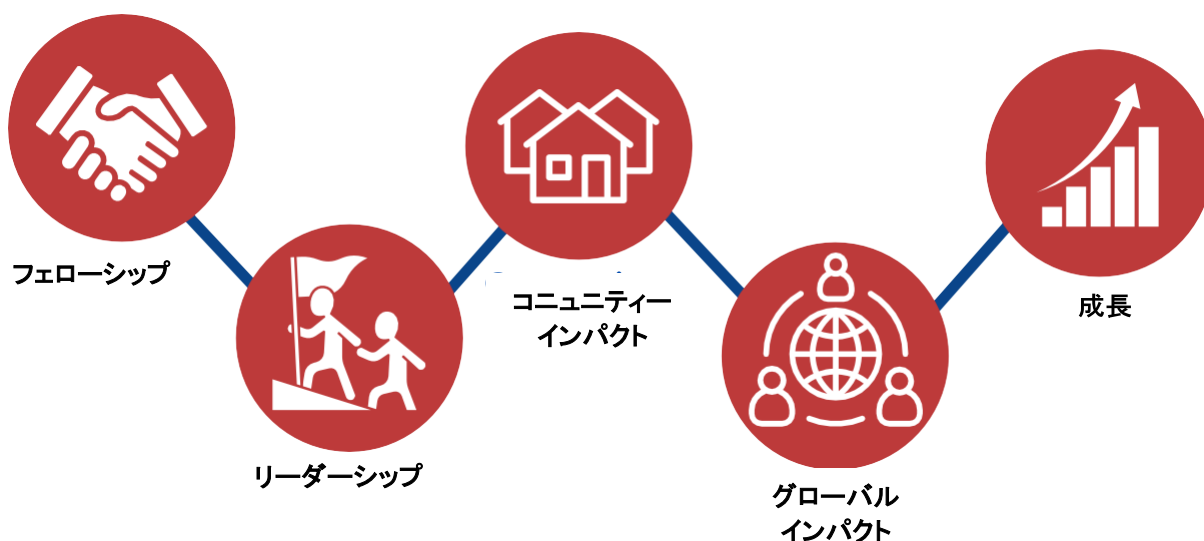 フェローシップ
リーダーシップ
コニュニティー
インパクト
グローバル
インパクト
成長